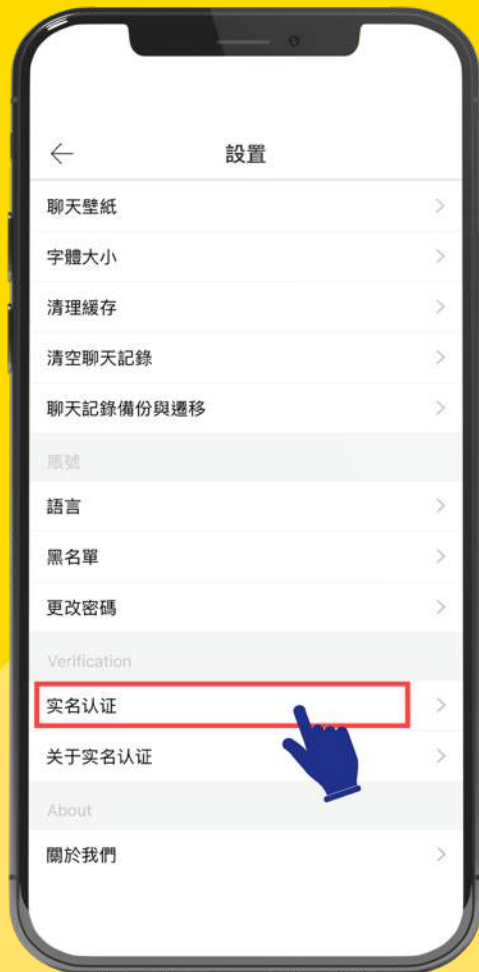 設置
聊天壁紙
字體大小
清理緩存
清空聊天記錄
聊天記錄備份與遷移
賬號
語言
黑名單
更改密碼
Verification
实名认证
关于实名认证
About
關於我們